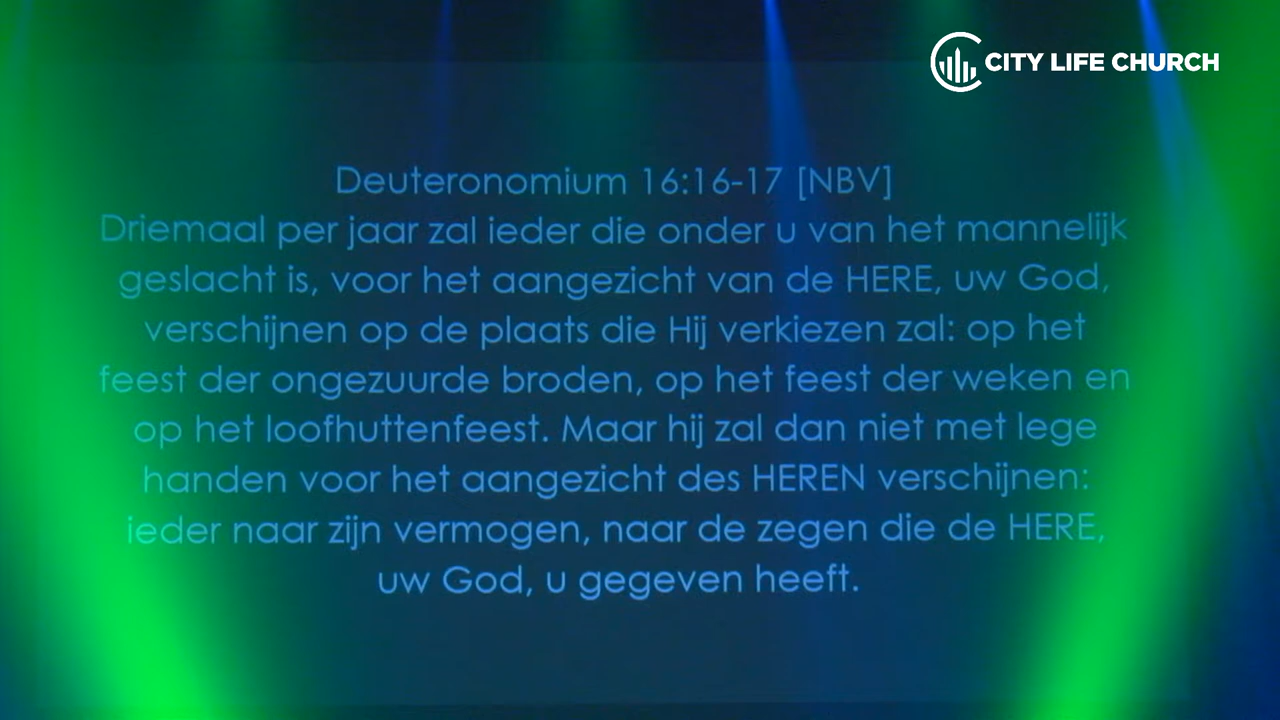 CITY LIFE CHURCH
Deuteronomium 16:16-17 [NBV]
Driemaal per jaar zal ieder die onder u van het mannelijk
geslacht is, voor het aangezicht van de HERE, uw God,
verschijnen op de plaats die Hij verkiezen zal: op het
feest der ongezuurde broden, op het feest der weken en
op het loofhuttenfeest. Maar hij zal dan niet met lege
handen voor het aangezicht des HEREN verschijnen:
ieder naar zijn vermogen, naar de zegen die de HERE,
uw God, u gegeven heeft.